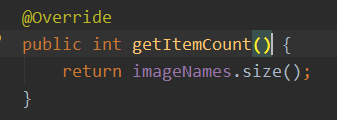 @Override
public int getItemCount() {
    return imageNames.size();
}